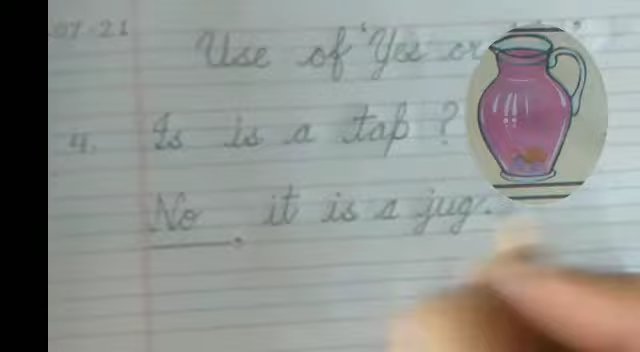 07-21
Use of 'Yes or
4. Is is a tap ?
No, it is a jug.